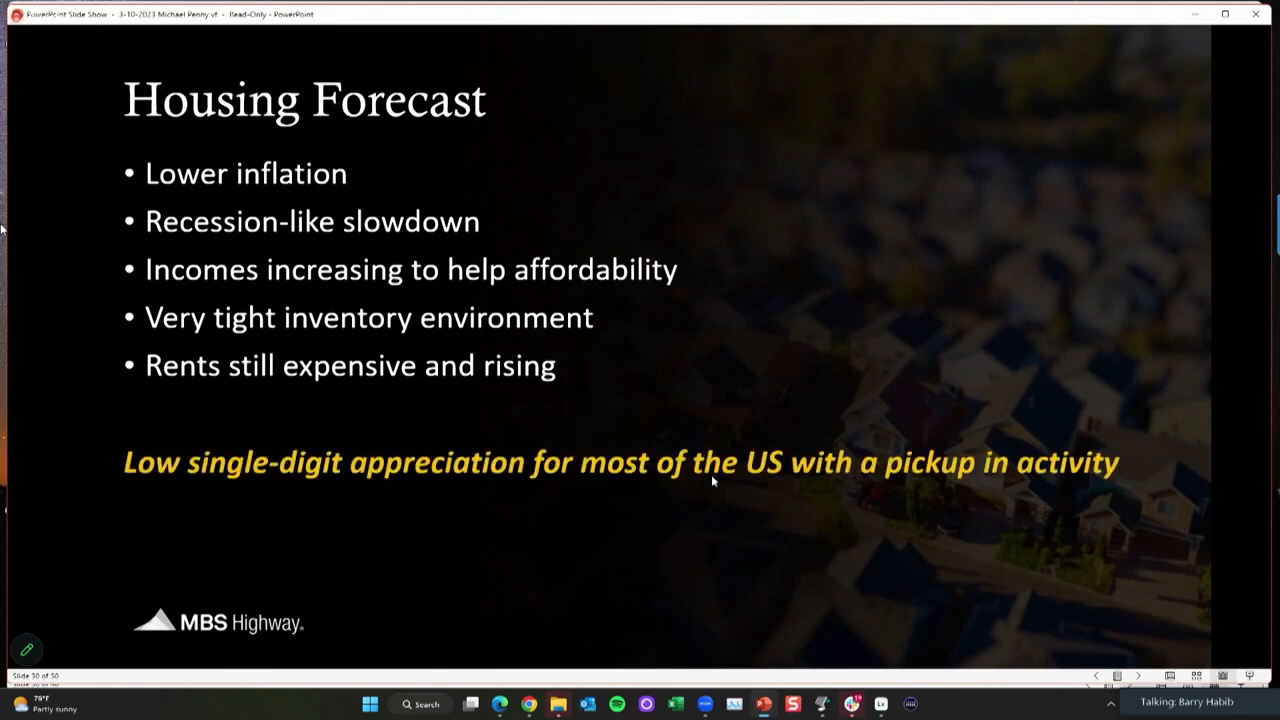 PowerPoint Slide Show - 3-10-2023 Michael Penny vf - Read-Only - PowerPoint
Housing Forecast
• Lower inflation
• Recession-like slowdown
• Incomes increasing to help affordability
• Very tight inventory environment
• Rents still expensive and rising
Low single-digit appreciation for most of the US with a pickup in activity
MBS Highway.
Slide 30 of 50
79°F
Partly sunny
Search
19
Lv
Talking: Barry Habib